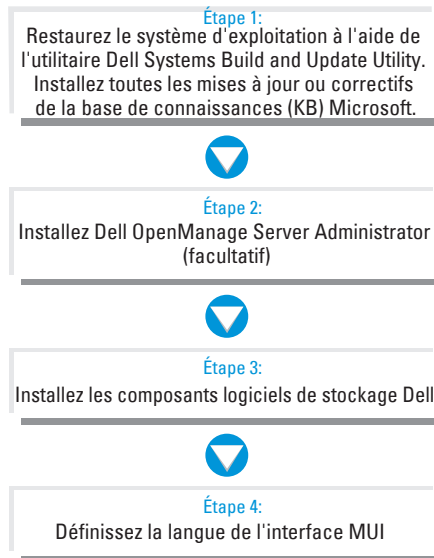 Étape 1:
Restaurez le système d'exploitation à l'aide de
l'utilitaire Dell Systems Build and Update Utility.
Installez toutes les mises à jour ou correctifs
de la base de connaissances (KB) Microsoft.
Étape 2:
Installez Dell OpenManage Server Administrator
(facultatif)
Étape 3:
Installez les composants logiciels de stockage Dell
Étape 4:
Définissez la langue de l'interface MUI